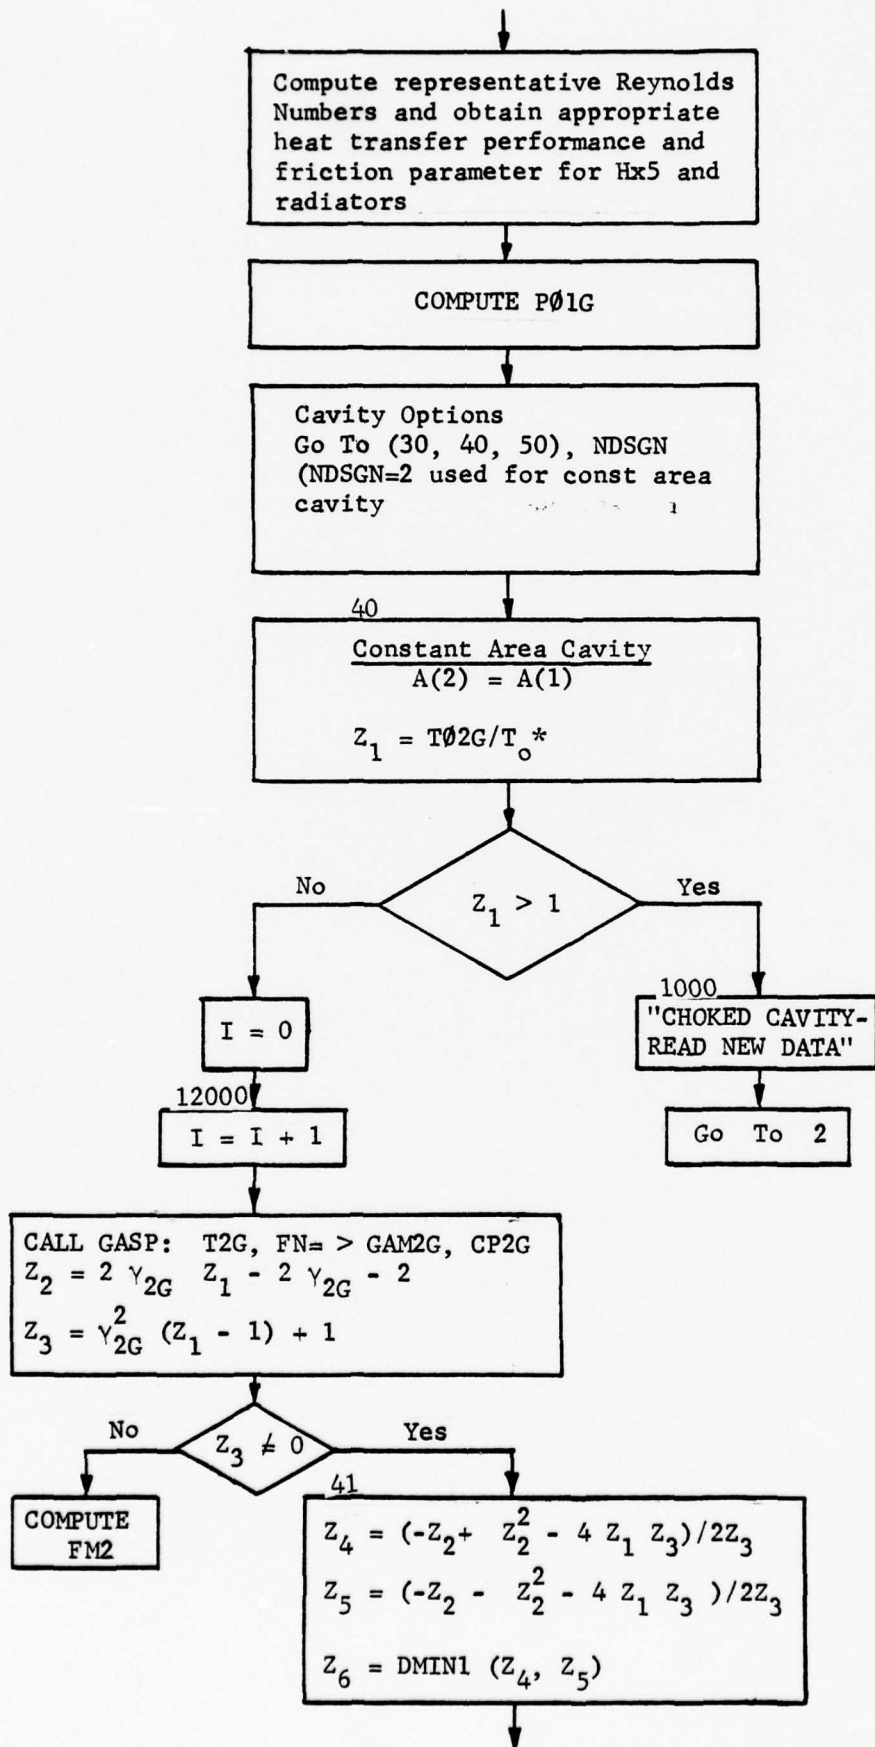 Compute representative Reynolds
Numbers and obtain appropriate
heat transfer performance and
friction parameter for Hx5 and
radiators
COMPUTE PØ1G
Cavity Options
Go To (30, 40, 50), NDSGN
(NDSGN=2 used for const area
cavity
40
Constant Area Cavity
A(2) = A(1)
Z₁ = TØ2G/Tₒ*
Z₁ > 1
No
Yes
I = 0
1000
"CHOKED CAVITY-
READ NEW DATA"
12000
I = I + 1
Go To 2
CALL GASP: T2G, FN= > GAM2G, CP2G
Z₂ = 2 γ₂G Z₁ - 2 γ₂G - 2
Z₃ = γ²₂G (Z₁ - 1) + 1
Z₃ ≠ 0
No
Yes
COMPUTE
FM2
41
Z₄ = (-Z₂+ Z₂² - 4 Z₁ Z₃)/2Z₃
Z₅ = (-Z₂ - Z₂² - 4 Z₁ Z₃ )/2Z₃
Z₆ = DMIN1 (Z₄, Z₅)